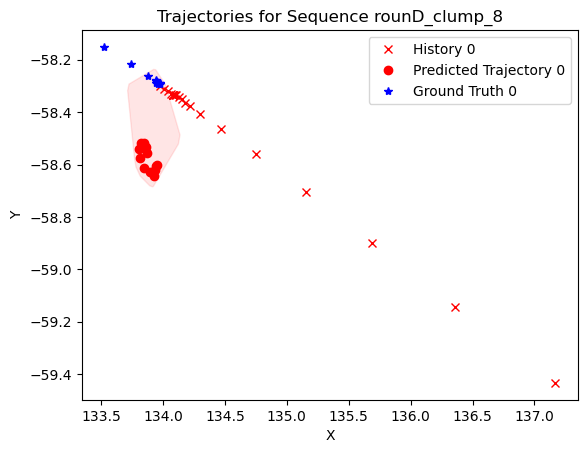 Trajectories for Sequence rounD_clump_8
History 0
Predicted Trajectory 0
Ground Truth 0
−58.2
−58.4
−58.6
−58.8
−59.0
−59.2
−59.4
Y
133.5 134.0 134.5 135.0 135.5 136.0 136.5 137.0
X